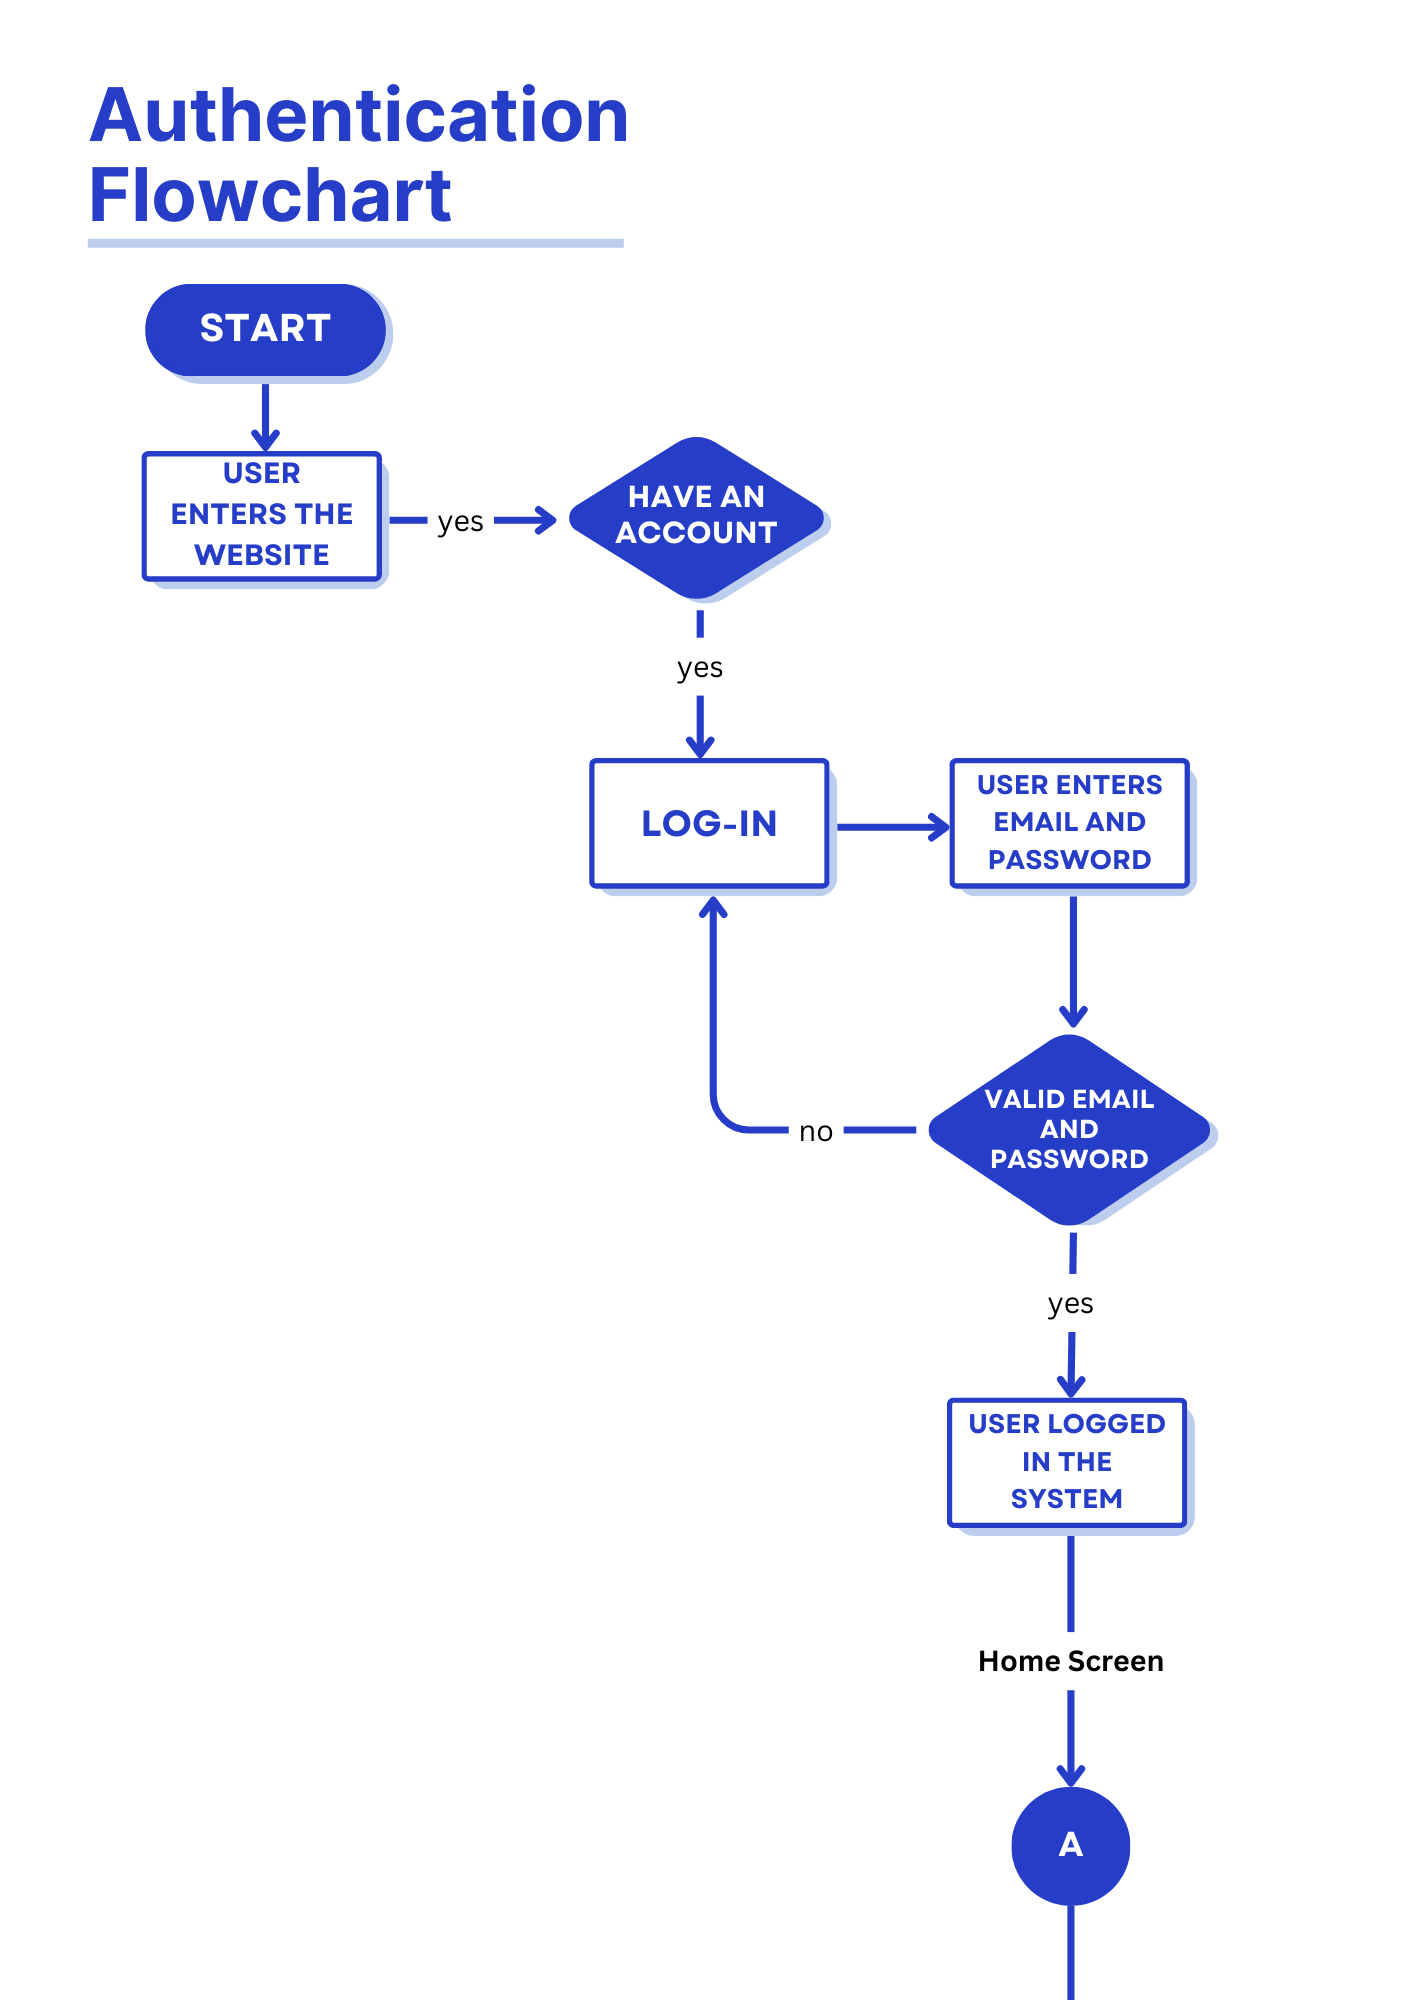 Authentication
Flowchart
START
USER
ENTERS THE
WEBSITE
yes
HAVE AN
ACCOUNT
yes
LOG-IN
USER ENTERS
EMAIL AND
PASSWORD
VALID EMAIL
AND
PASSWORD
no
yes
USER LOGGED
IN THE
SYSTEM
Home Screen
A